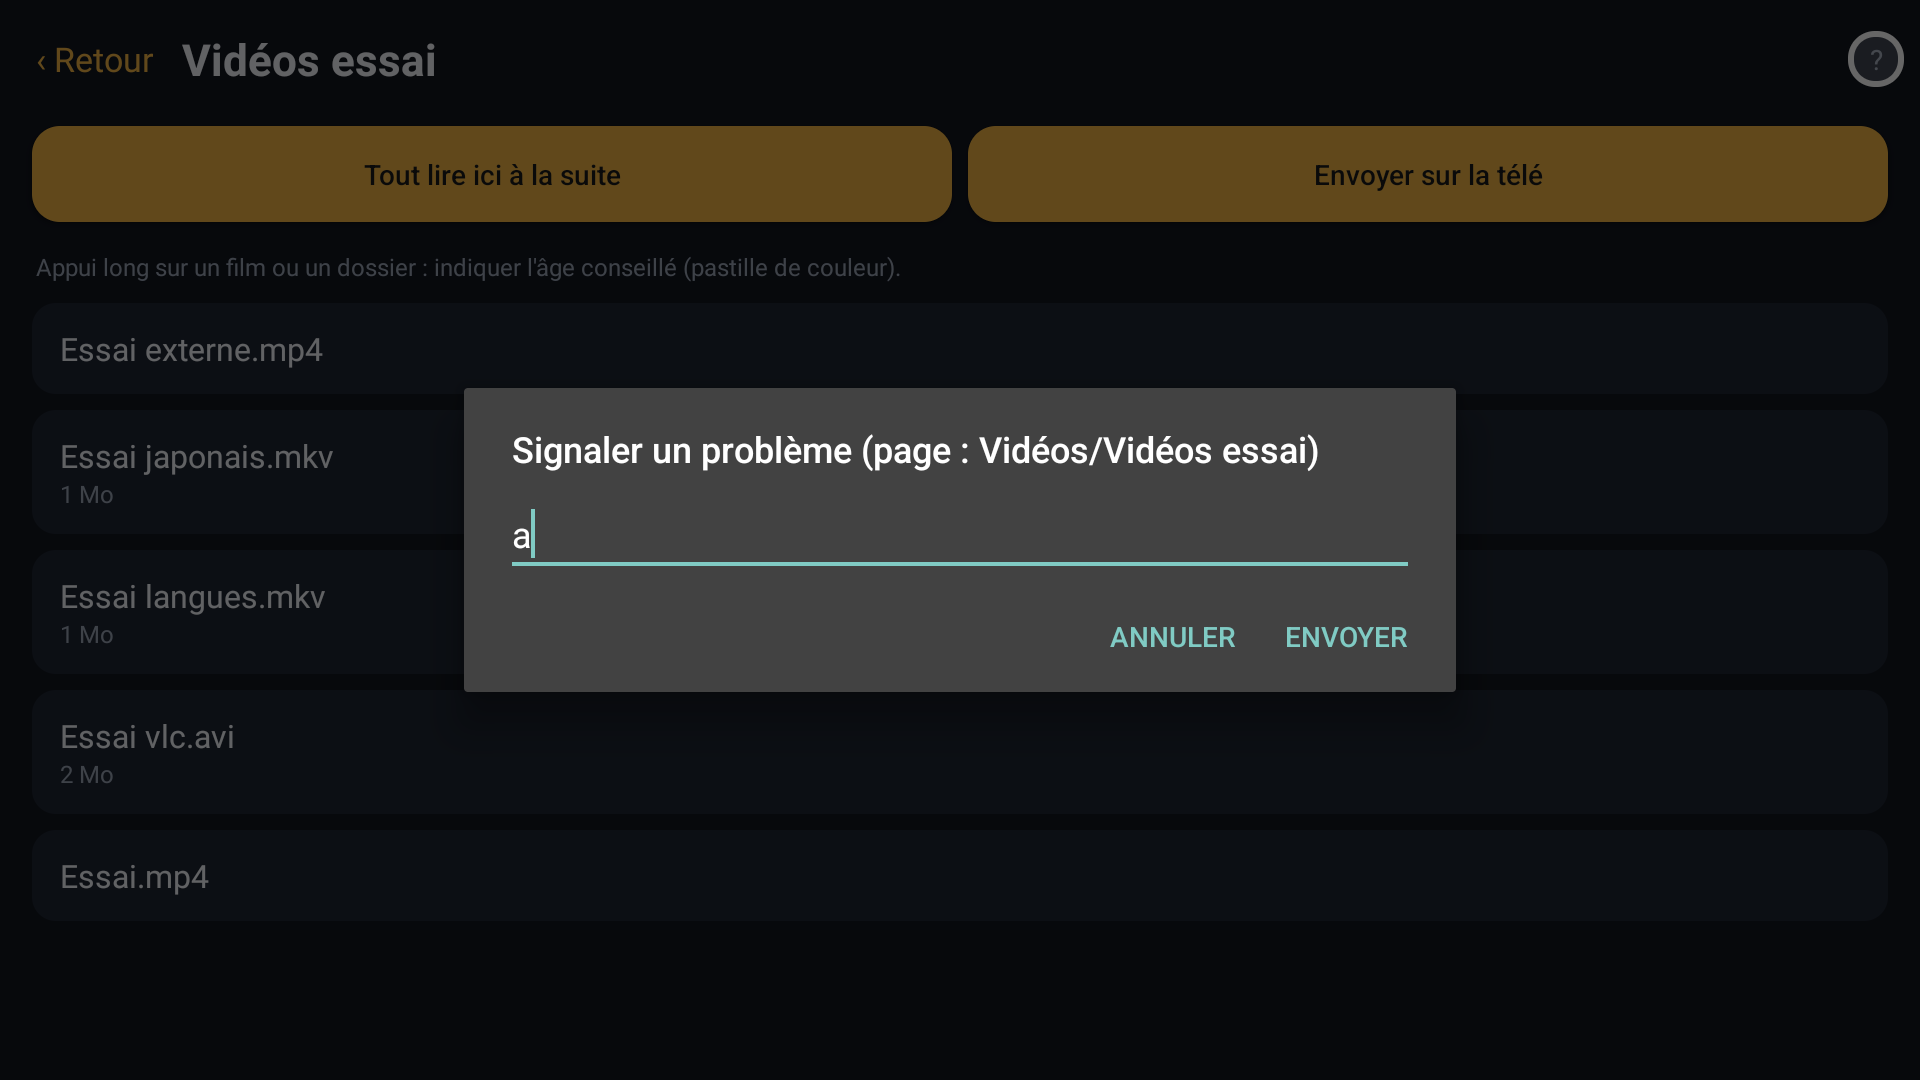 ‹ Retour Vidéos essai ?
Tout lire ici à la suite
Envoyer sur la télé
Appui long sur un film ou un dossier : indiquer l'âge conseillé (pastille de couleur).
Essai externe.mp4
Essai japonais.mkv
1 Mo
Essai langues.mkv
1 Mo
Essai vlc.avi
2 Mo
Essai.mp4
Signaler un problème (page : Vidéos/Vidéos essai)
a
ANNULER ENVOYER